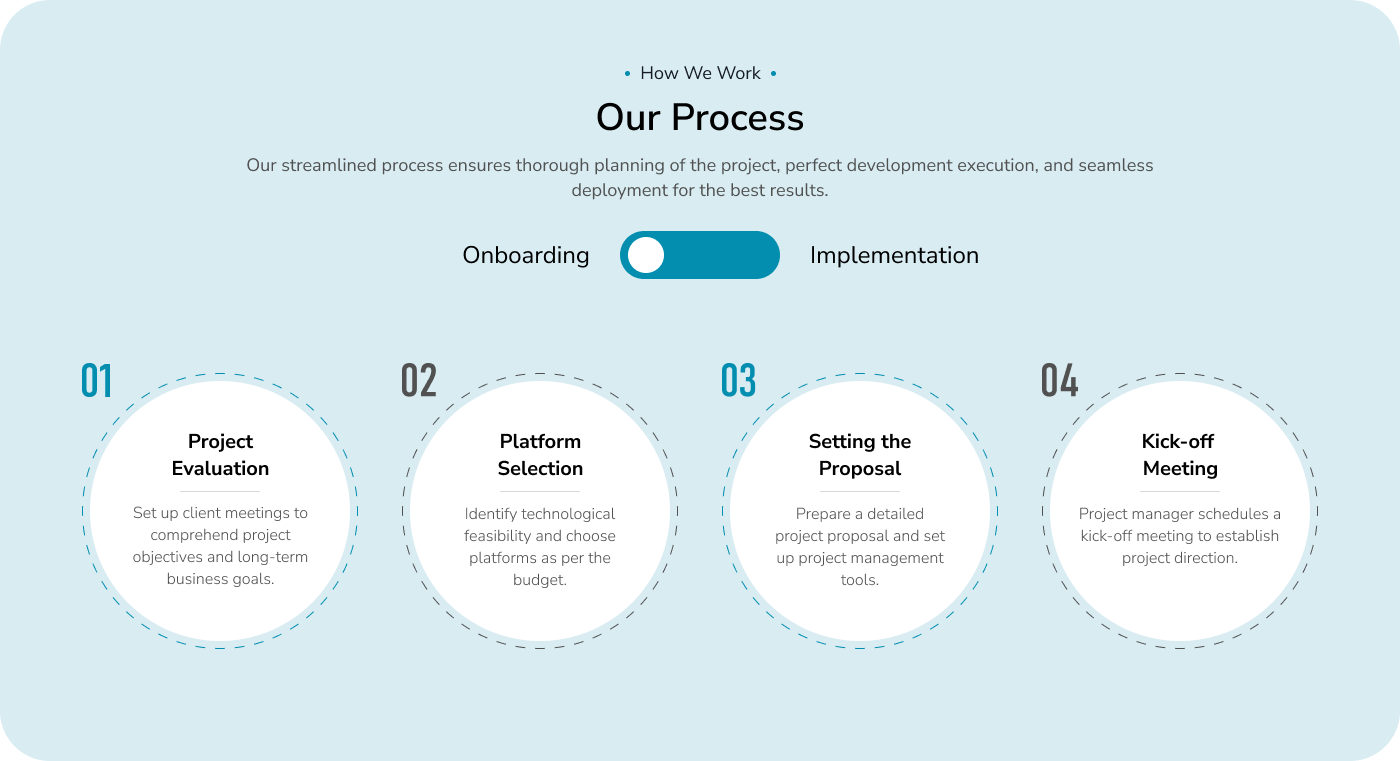 How We Work
Our Process
Our streamlined process ensures thorough planning of the project, perfect development execution, and seamless
deployment for the best results.
Onboarding
Implementation
01
Project
Evaluation
Set up client meetings to
comprehend project
objectives and long-term
business goals.
02
Platform
Selection
Identify technological
feasibility and choose
platforms as per the
budget.
03
Setting the
Proposal
Prepare a detailed
project proposal and set
up project management
tools.
04
Kick-off
Meeting
Project manager schedules a
kick-off meeting to establish
project direction.